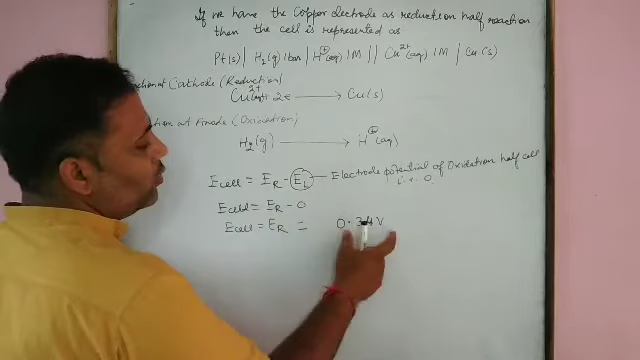 If we have the Copper electrode as reduction half reaction
then the cell is represented as
Pt(s) | H₂(g) 1bar | H⁺(aq) 1M || Cu²⁺(aq) 1M | Cu(s)
at Cathode (Reduction)
Cu²⁺(aq) + 2e ⟶ Cu(s)
at Anode (Oxidation)
H₂(g) ⟶ H⁺(aq)
Ecell = ER - EL — Electrode potential of Oxidation half cell
i.e. 0
Ecell = ER - 0
Ecell = ER = 0.34V